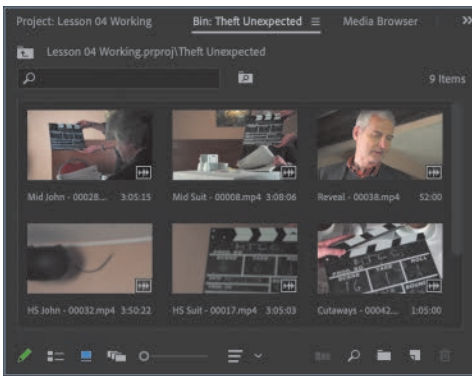 Project: Lesson 04 Working Bin: Theft Unexpected Media Browser
Lesson 04 Working.prproj\Theft Unexpected
9 Items
Mid John - 00028... 3:05:15 Mid Suit - 00008.mp4 3:08:06 Reveal - 00038.mp4 52:00
HS John - 00032.mp4 3:50:22 HS Suit - 00017.mp4 3:05:03 Cutaways - 00042... 1:05:00